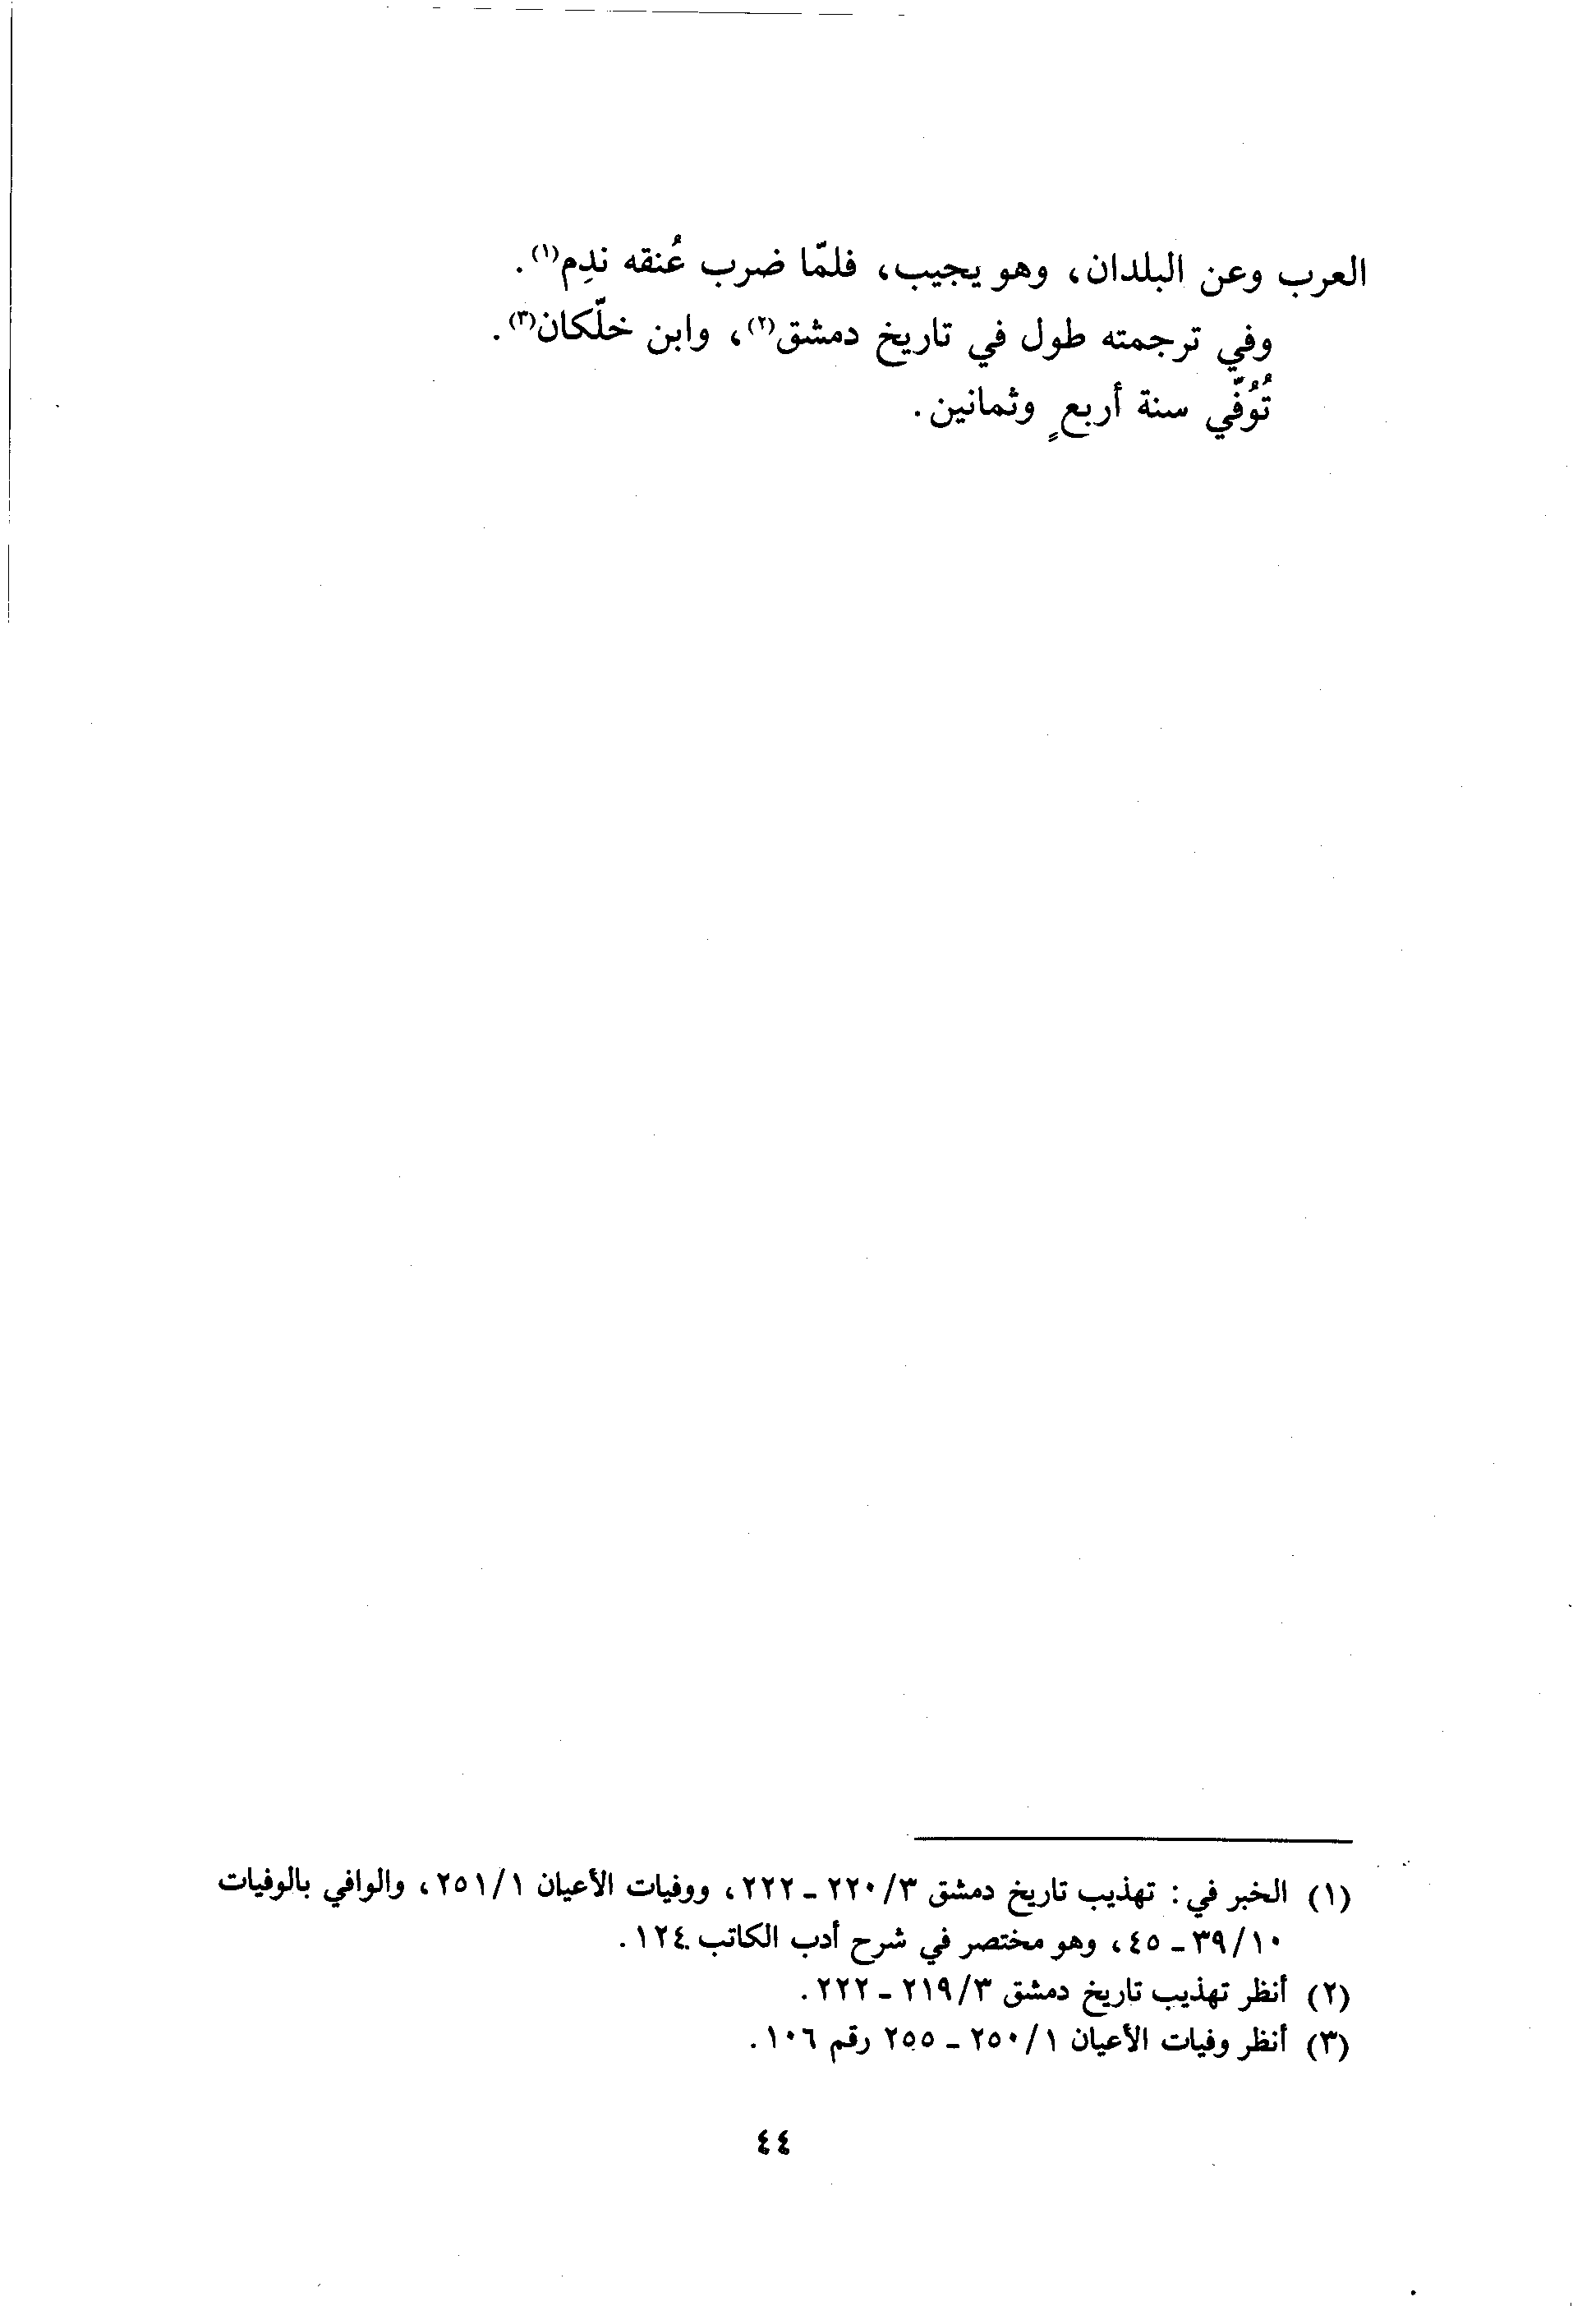 العرب وعن البلدان، وهو يجيب، فلمّا ضرب عُنقه ندِم(١).
وفي ترجمته طول في تاريخ دمشق(٢)، وابن خلّكان(٣).
تُوُفّي سنة أربعٍ وثمانين.
(١) الخبر في: تهذيب تاريخ دمشق ٣/ ٢٢٠ ـ ٢٢٢، ووفيات الأعيان ١/ ٢٥١، والوافي بالوفيات
١٠/ ٣٩ ـ ٤٥، وهو مختصر في شرح أدب الكاتب ١٢٤.
(٢) أنظر تهذيب تاريخ دمشق ٣/ ٢١٩ ـ ٢٢٢.
(٣) أنظر وفيات الأعيان ١/ ٢٥٠ ـ ٢٥٥ رقم ١٠٦.
٤٤